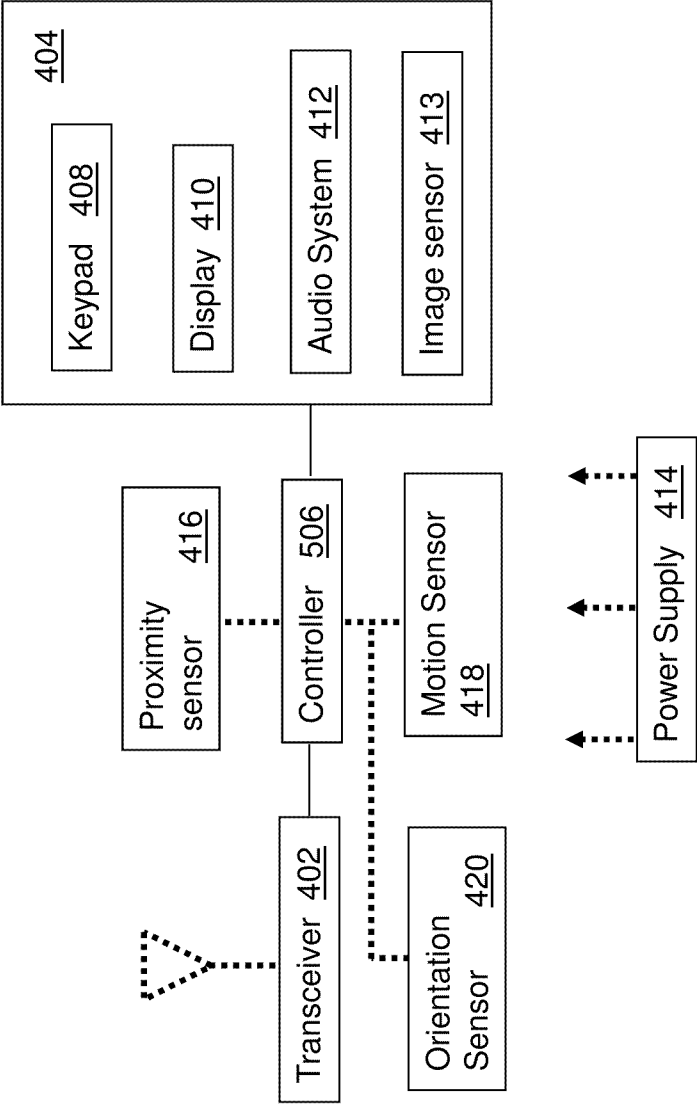 404
Keypad 408
Display 410
Audio System 412
Image sensor 413
Proximity
sensor 416
Controller 506
Motion Sensor
418
Transceiver 402
Orientation
Sensor 420
Power Supply 414